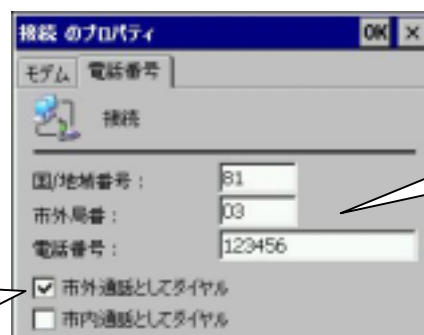 接続 のプロパティ OK ×
モデム 電話番号
接続
国/地域番号： 81
市外局番： 03
電話番号： 123456
市外通話としてダイヤル
市内通話としてダイヤル